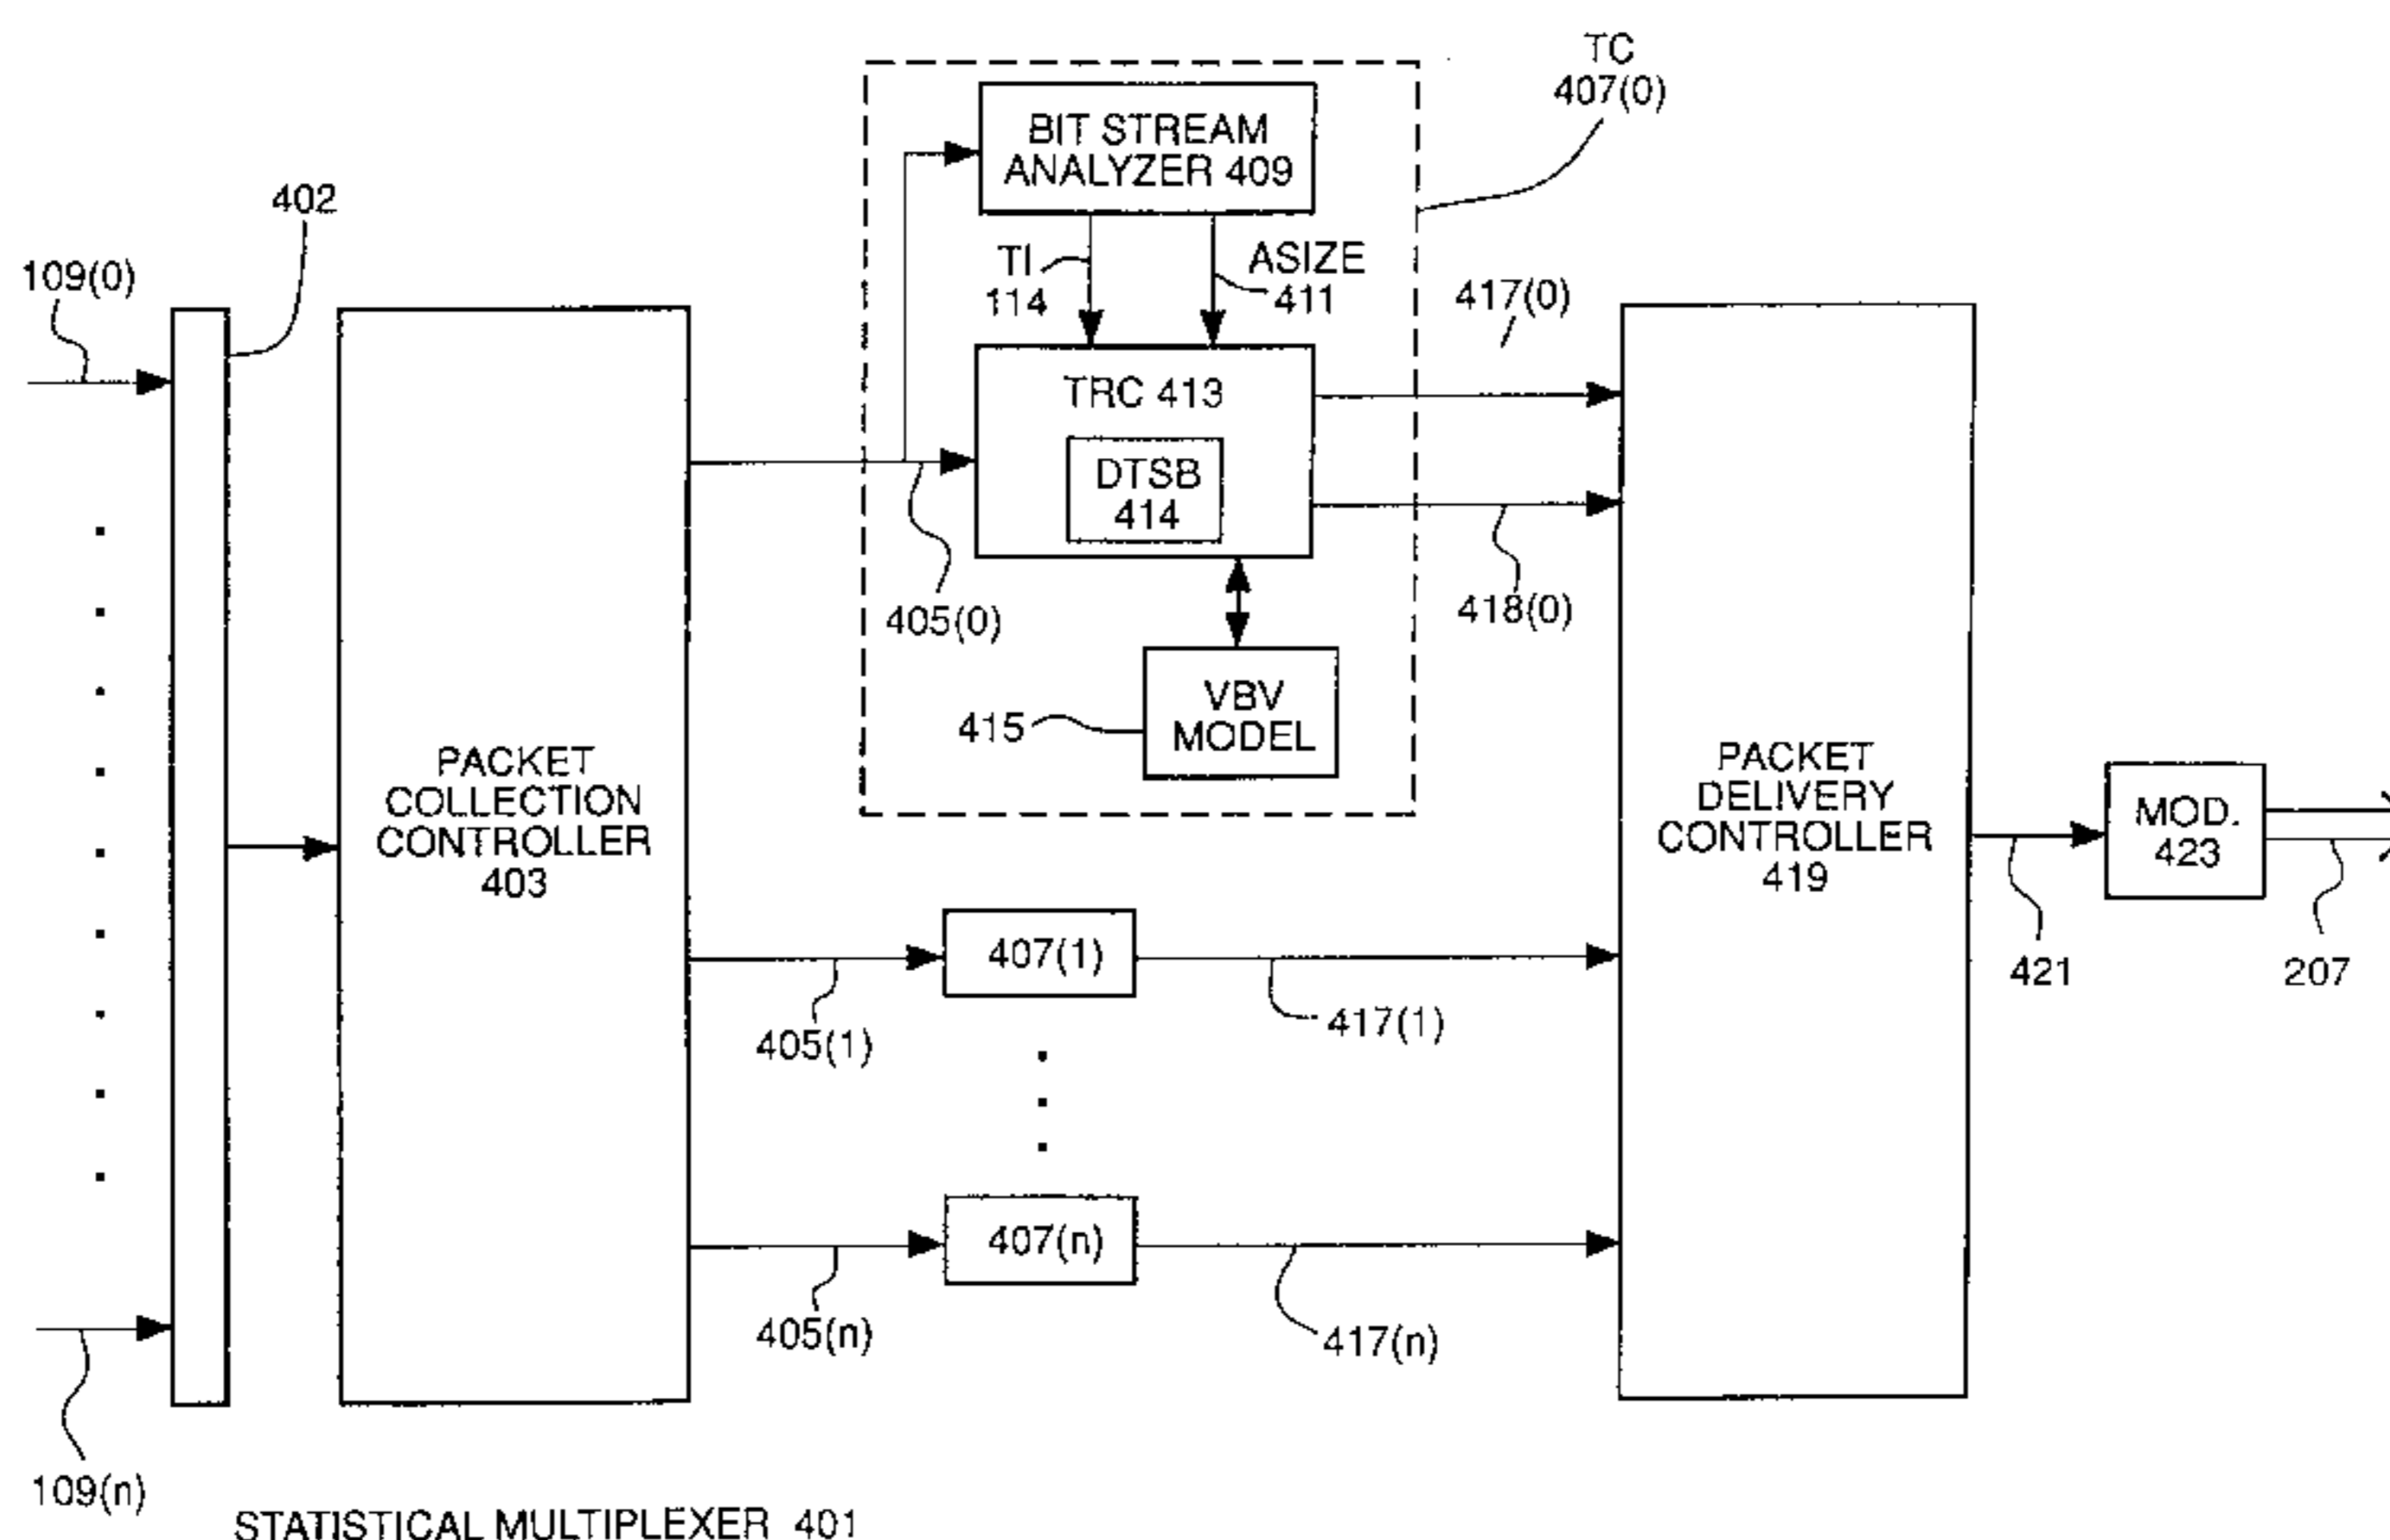 TC
407(0)
BIT STREAM
ANALYZER 409
402
109(0)
TI
114
ASIZE
411
417(0)
TRC 413
DTSB
414
405(0)
418(0)
415
VBV
MODEL
PACKET
COLLECTION
CONTROLLER
403
PACKET
DELIVERY
CONTROLLER
419
MOD.
423
407(1)
421
207
405(1)
417(1)
407(n)
405(n)
417(n)
109(n)
STATISTICAL MULTIPLEXER 401